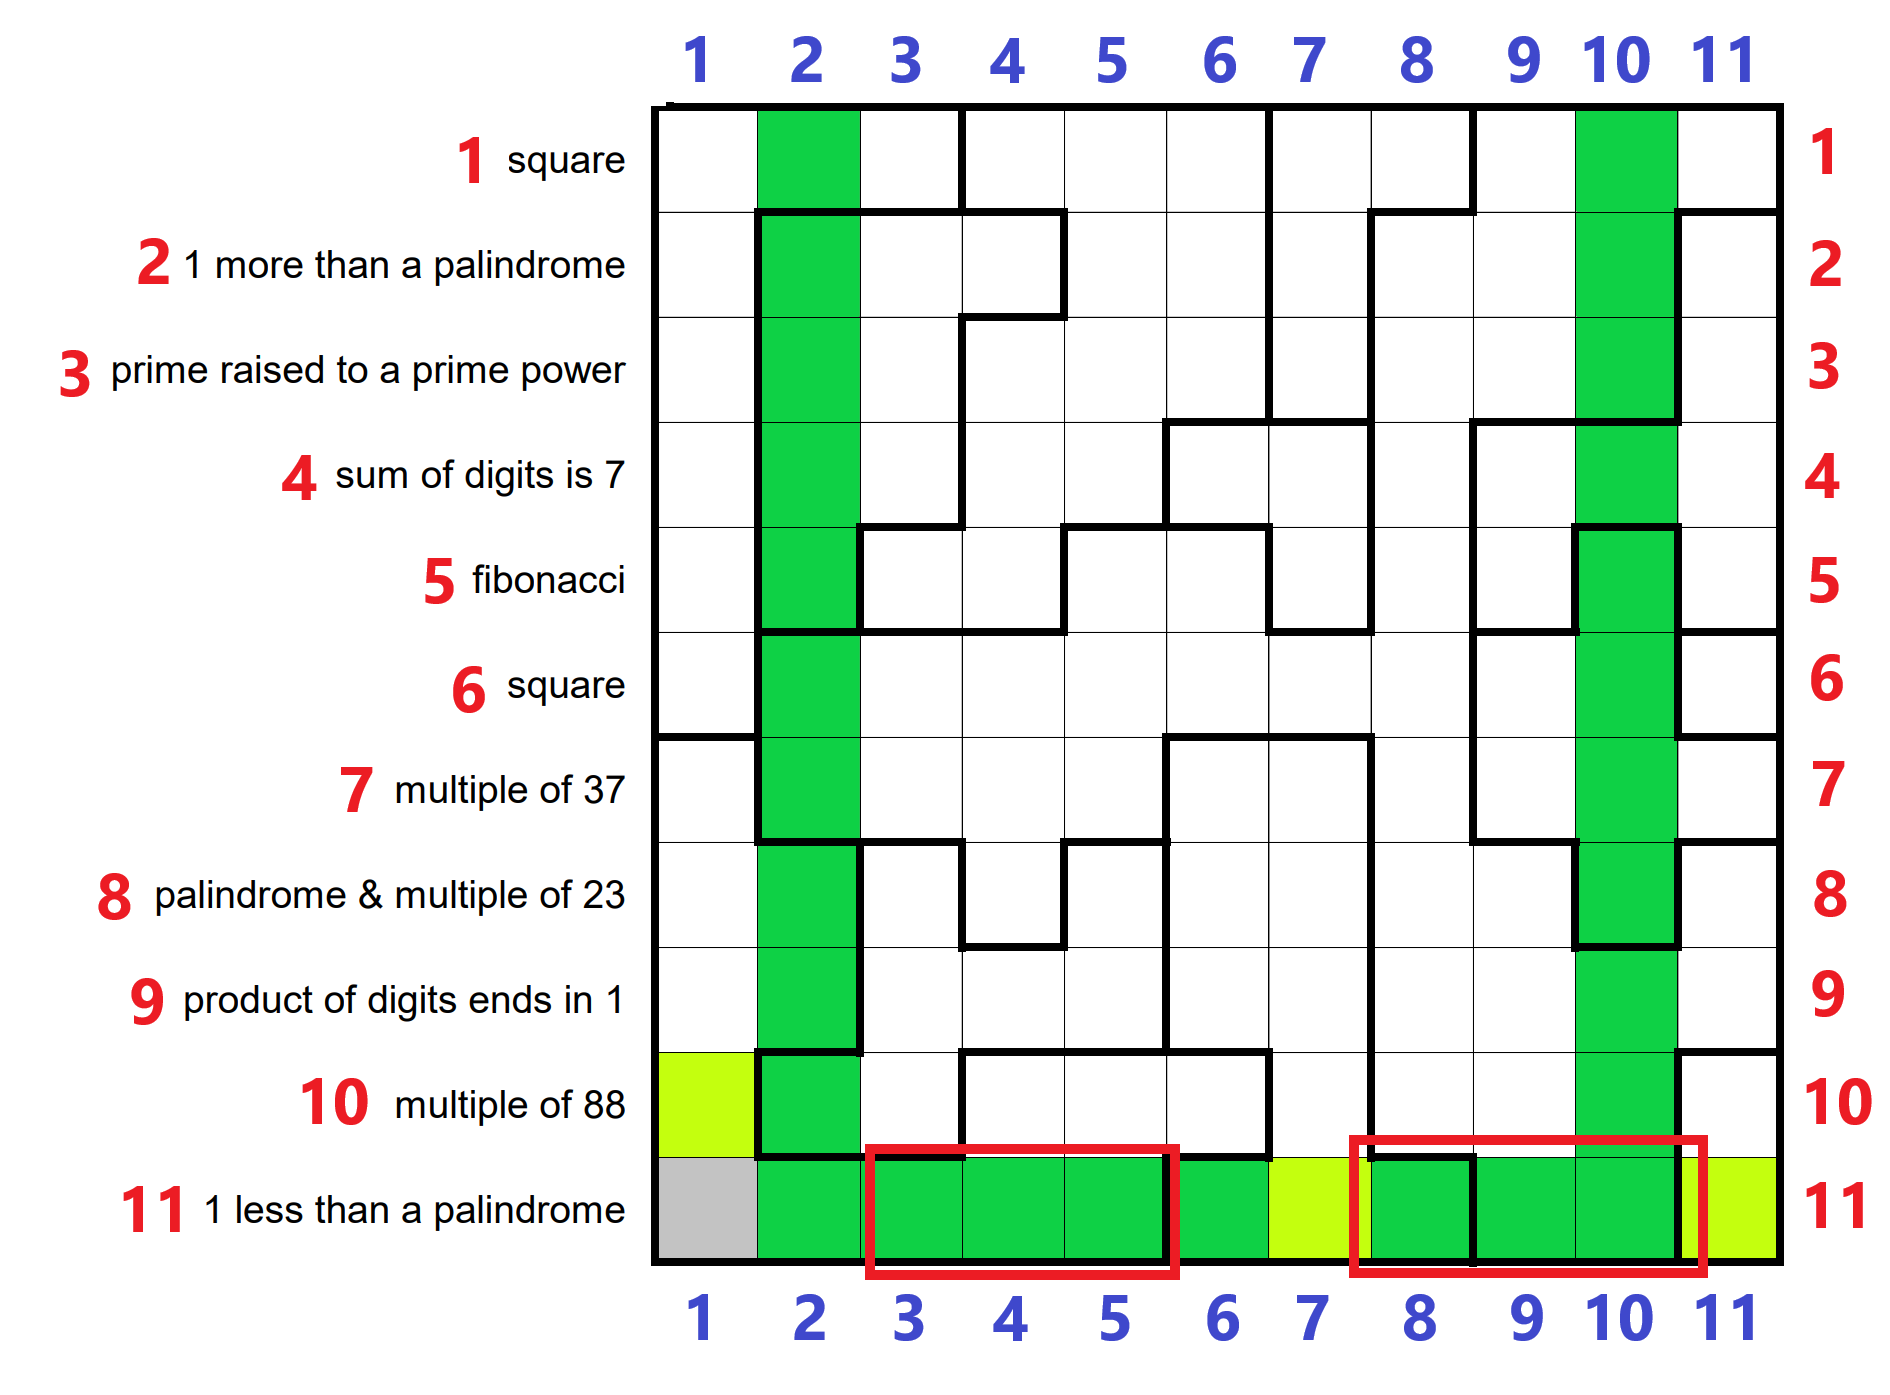 1 2 3 4 5 6 7 8 9 10 11
1 square 1
2 1 more than a palindrome 2
3 prime raised to a prime power 3
4 sum of digits is 7 4
5 fibonacci 5
6 square 6
7 multiple of 37 7
8 palindrome & multiple of 23 8
9 product of digits ends in 1 9
10 multiple of 88 10
11 1 less than a palindrome 11
1 2 3 4 5 6 7 8 9 10 11